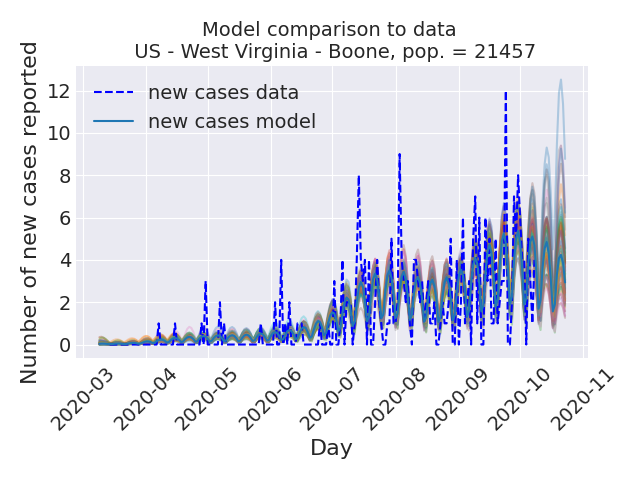 Model comparison to data
US - West Virginia - Boone, pop. = 21457
Number of new cases reported
12
10
8
6
4
2
0
new cases data
new cases model
2020-03
2020-04
2020-05
2020-06
2020-07
2020-08
2020-09
2020-10
2020-11
Day